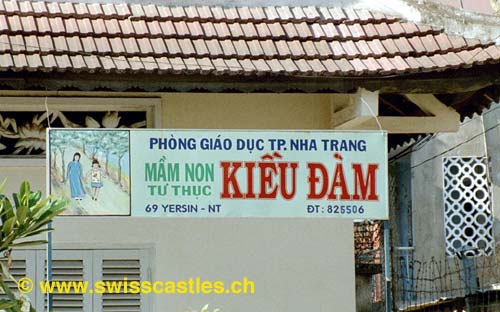 PHÒNG GIÁO DỤC TP. NHA TRANG
MẦM NON
TƯ THỤC
KIỀU ĐÀM
69 YERSIN - NT
ĐT: 825506
© - www.swisscastles.ch